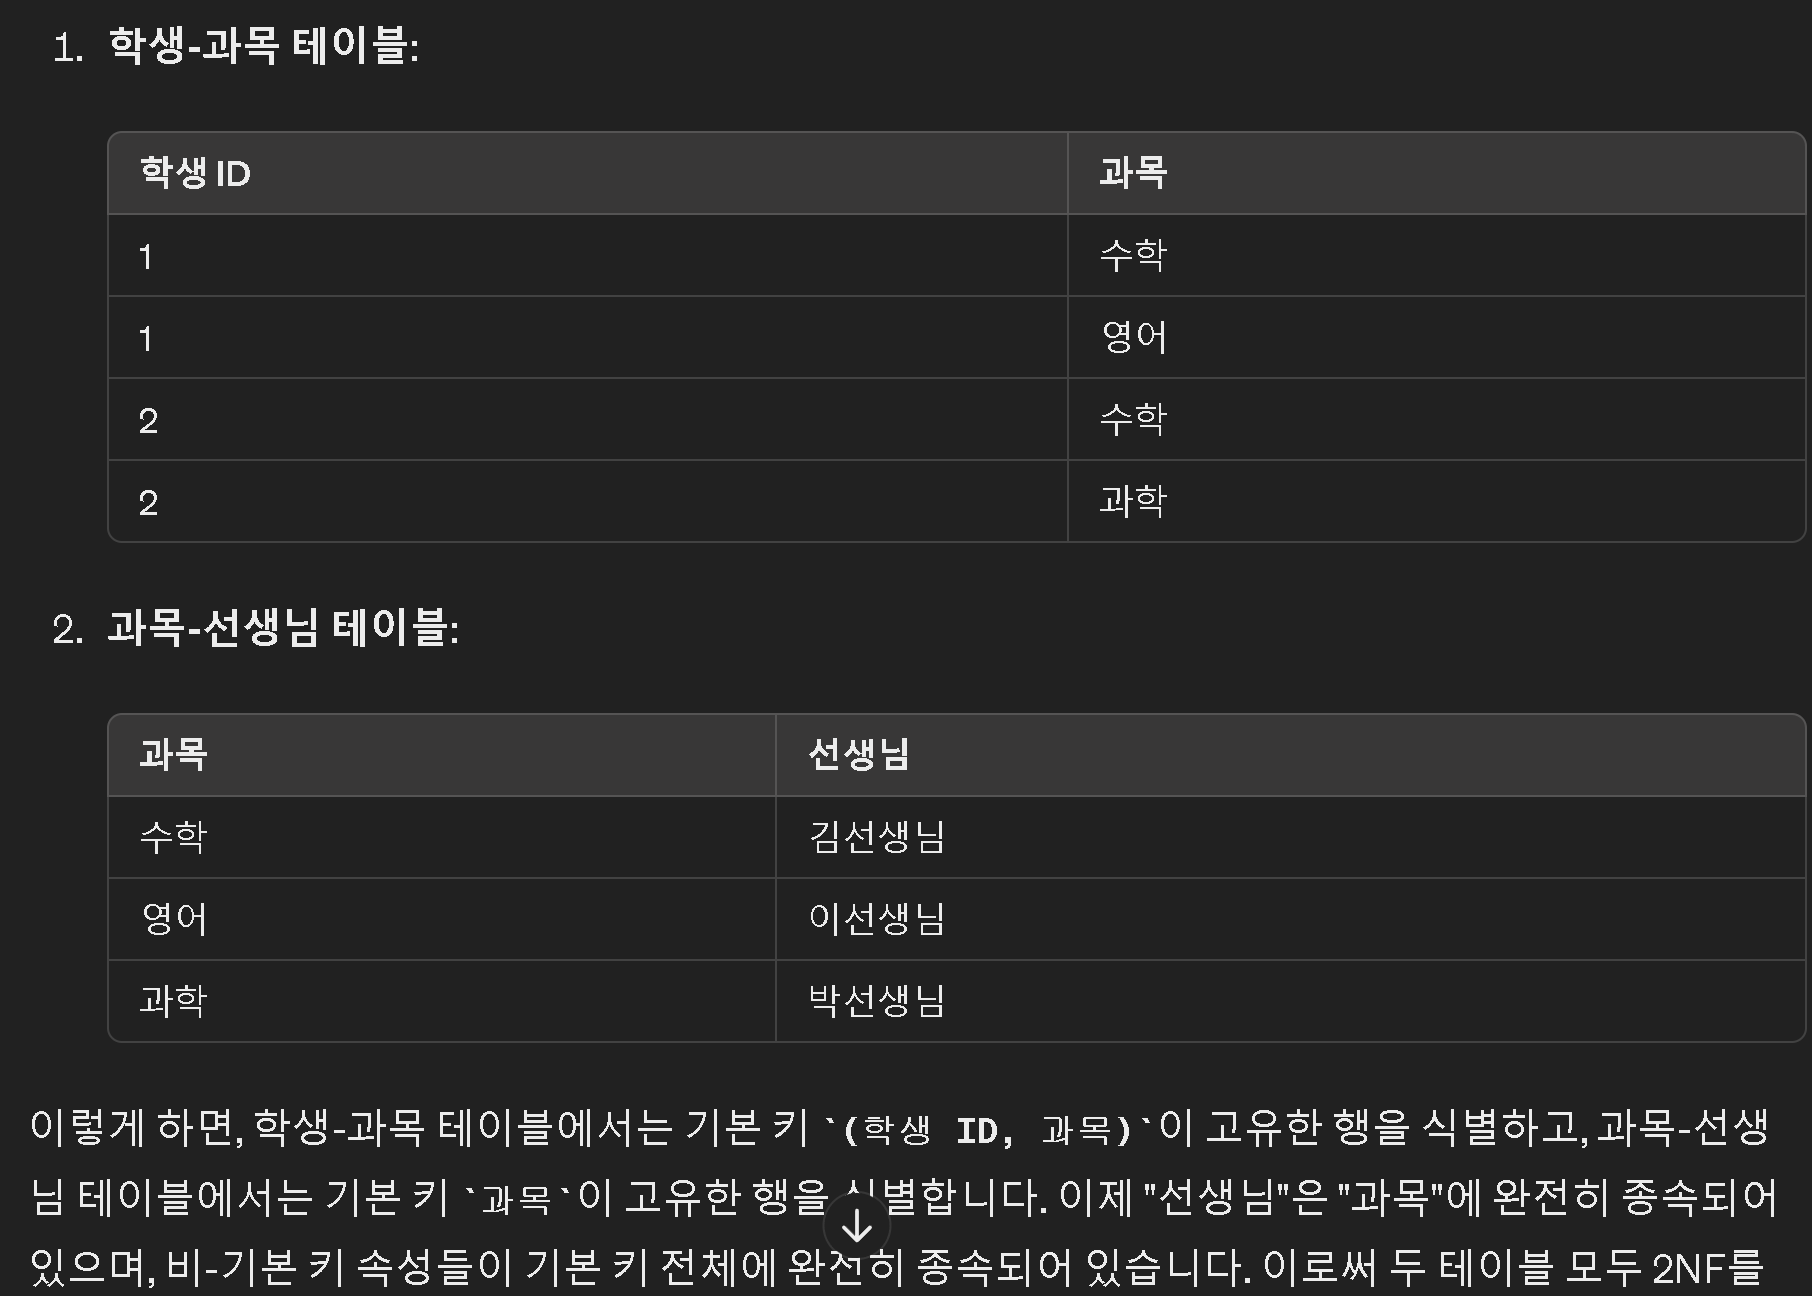 1. 학생-과목 테이블:
학생 ID 과목
1 수학
1 영어
2 수학
2 과학
2. 과목-선생님 테이블:
과목 선생님
수학 김선생님
영어 이선생님
과학 박선생님
이렇게 하면, 학생-과목 테이블에서는 기본 키 `(학생 ID, 과목)`이 고유한 행을 식별하고, 과목-선생
님 테이블에서는 기본 키 `과목`이 고유한 행을 식별합니다. 이제 "선생님"은 "과목"에 완전히 종속되어
있으며, 비-기본 키 속성들이 기본 키 전체에 완전히 종속되어 있습니다. 이로써 두 테이블 모두 2NF를